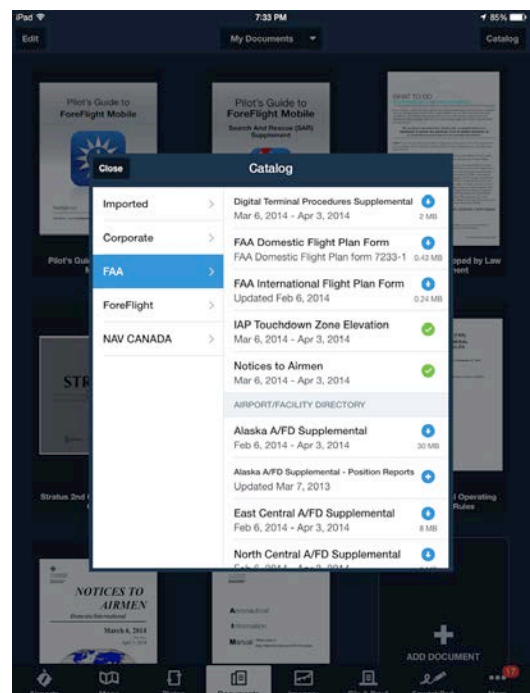 iPad
7:33 PM
85%
Edit
My Documents
Catalog
Pilot's Guide to
ForeFlight Mobile
Pilot's Guide to
ForeFlight Mobile
Search And Rescue (SAR)
Supplement
WHAT TO DO
Close
Catalog
Imported
Corporate
FAA
ForeFlight
NAV CANADA
Digital Terminal Procedures Supplemental
Mar 6, 2014 - Apr 3, 2014
2 MB
FAA Domestic Flight Plan Form
FAA Domestic Flight Plan form 7233-1
0.43 MB
FAA International Flight Plan Form
Updated Feb 6, 2014
0.24 MB
IAP Touchdown Zone Elevation
Mar 6, 2014 - Apr 3, 2014
Notices to Airmen
Mar 6, 2014 - Apr 3, 2014
AIRPORT/FACILITY DIRECTORY
Alaska A/FD Supplemental
Feb 6, 2014 - Apr 3, 2014
30 MB
Alaska A/FD Supplemental - Position Reports
Updated Mar 7, 2013
East Central A/FD Supplemental
Feb 6, 2014 - Apr 3, 2014
8 MB
North Central A/FD Supplemental
Pilot's Gui
ped by Law
ment
STR
Stratus 2nd
l Operating
Rules
NOTICES TO
AIRMEN
Domestic/International
March 6, 2014
Aeronautical
Information
Manual
ADD DOCUMENT
Documents
17